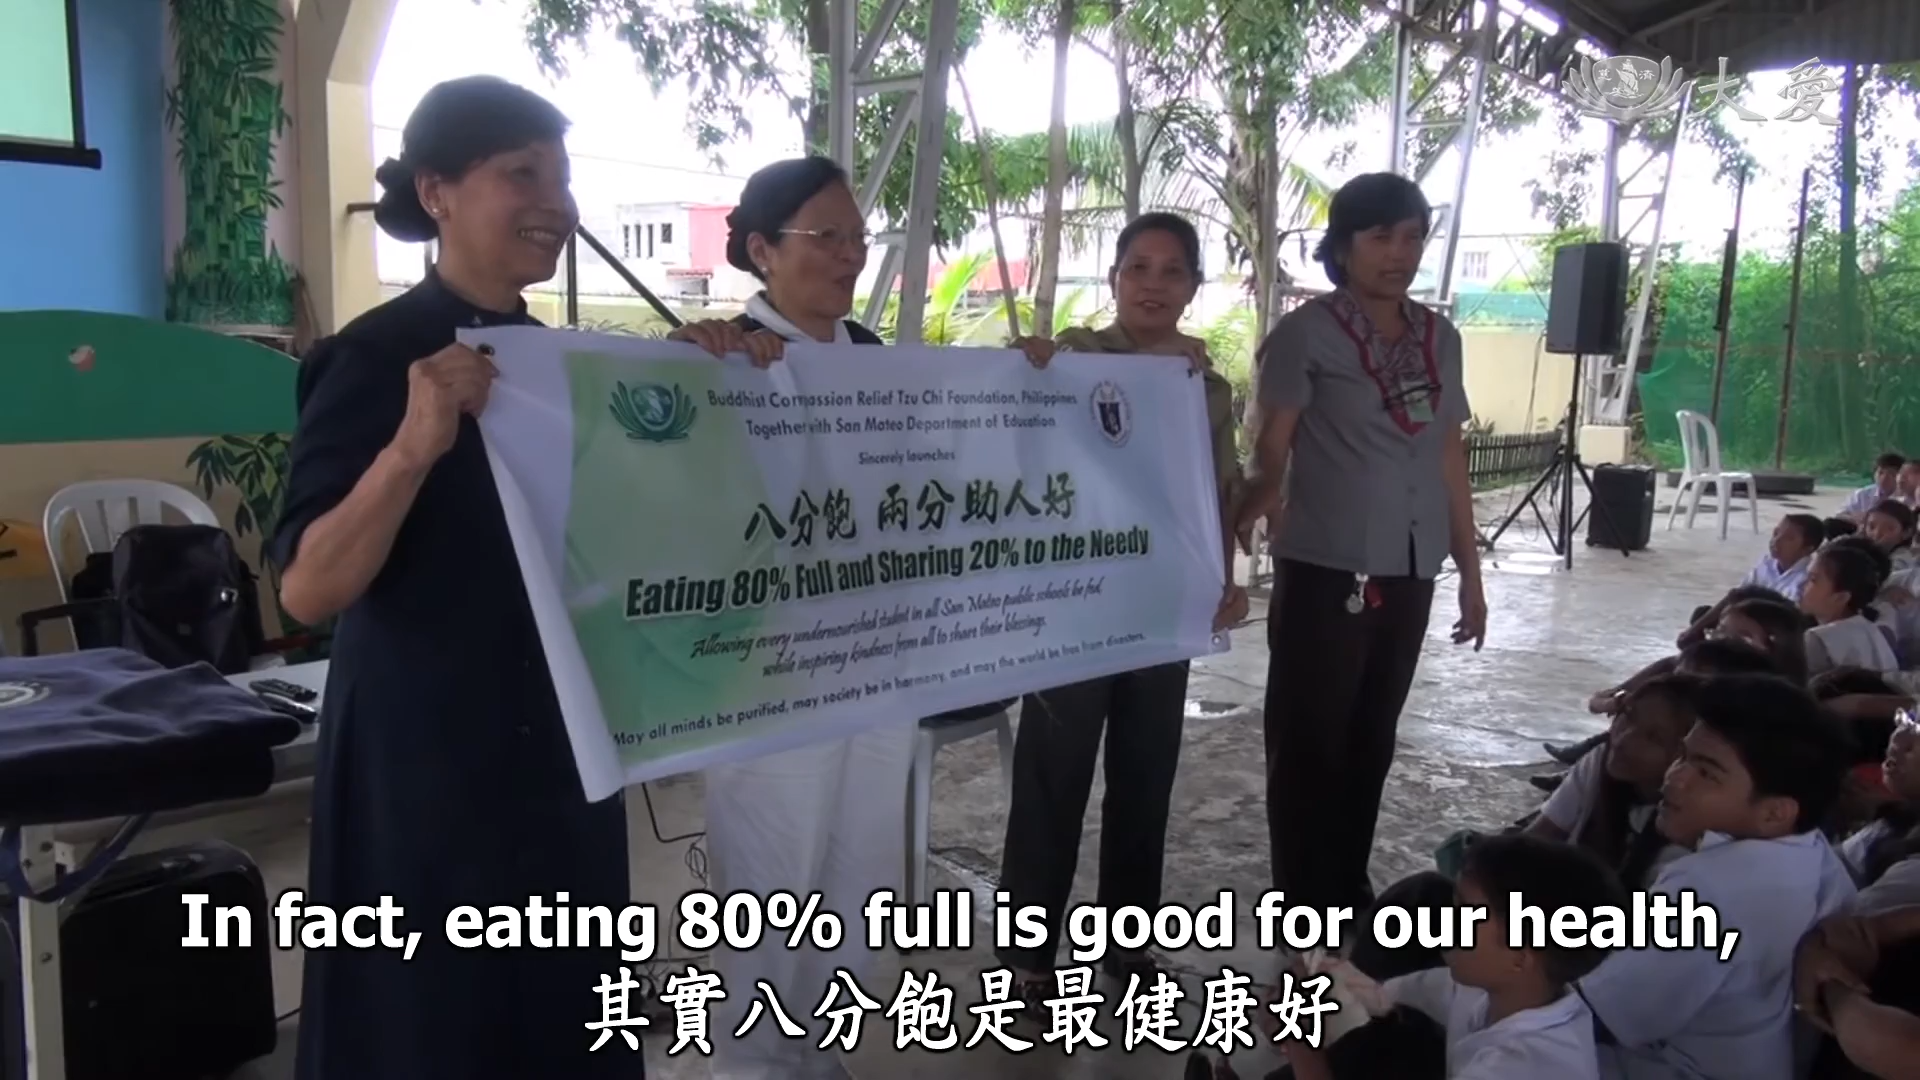 慈濟 大愛
Buddhist Compassion Relief Tzu Chi Foundation, Philippines
Together with San Mateo Department of Education
Sincerely launches
八分飽 兩分助人好
Eating 80% Full and Sharing 20% to the Needy
Allowing every undernourished student in all San Mateo public schools be fed,
while inspiring kindness from all to share their blessings.
May all minds be purified, may society be in harmony, and may the world be free from disasters.
In fact, eating 80% full is good for our health,
其實八分飽是最健康好